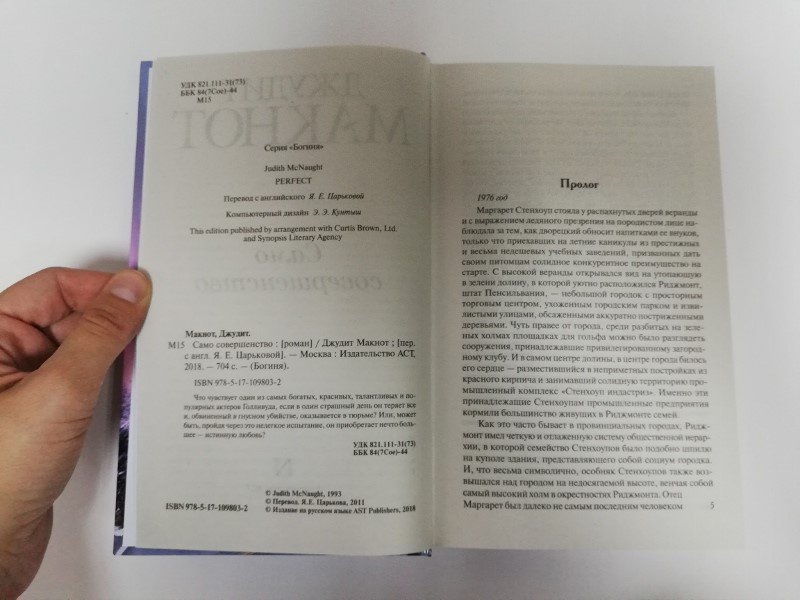 УДК 821.111-31(73)
ББК 84(7Сое)-44
М15
Серия «Богиня»
Judith McNaught
PERFECT
Перевод с английского Я. Е. Царьковой
Компьютерный дизайн Э. Э. Кунтыш
This edition published by arrangement with Curtis Brown, Ltd.
and Synopsis Literary Agency
Макнот, Джудит.
М15 Само совершенство : [роман] / Джудит Макнот ; [пер.
с англ. Я. Е. Царьковой]. — Москва : Издательство АСТ,
2018. — 704 с. — (Богиня).
ISBN 978-5-17-109803-2
Что чувствует один из самых богатых, красивых, талантливых и по-
пулярных актеров Голливуда, если в один страшный день он теряет все
и, обвиненный в гнусном убийстве, оказывается в тюрьме? Или, может
быть, пройдя через это нелегкое испытание, он приобретает нечто боль-
шее — истинную любовь?
УДК 821.111-31(73)
ББК 84(7Сое)-44
© Judith McNaught, 1993
© Перевод. Я.Е. Царькова, 2011
ISBN 978-5-17-109803-2
© Издание на русском языке AST Publishers, 2018
Пролог
1976 год
Маргарет Стенхоуп стояла у распахнутых дверей веранды
и с выражением ледяного презрения на породистом лице на-
блюдала за тем, как дворецкий обносит напитками ее внуков,
только что приехавших на летние каникулы из престижных
и весьма недешевых учебных заведений, призванных дать
своим питомцам солидное конкурентное преимущество на
старте. С высокой веранды открывался вид на утопающую
в зелени долину, в которой уютно расположился Риджмонт,
штат Пенсильвания, — небольшой городок с просторным
торговым центром, ухоженным городским парком и извил-
истыми улицами, обсаженными аккуратно постриженными
деревьями. Чуть правее от города, среди разбитых на зеле-
ных холмах площадках для гольфа можно было разглядеть
сооружения, принадлежавшие привилегированному загород-
ному клубу. И в самом центре долины, в центре города билось
его сердце — разместившийся в неприметных постройках из
красного кирпича и занимавший солидную территорию про-
мышленный комплекс «Стенхоуп индастриз». Именно эти
принадлежащие Стенхоупам промышленные предприятия
кормили большинство живущих в Риджмонте семей.
Как это часто бывает в провинциальных городах, Ридж-
монт имел четкую и отлаженную систему общественной иерар-
хии, в которой семейство Стенхоупов было подобно шпилю
на куполе здания, представляющего собой социум городка.
И, что весьма символично, особняк Стенхоупов также воз-
вышался над городом на недосягаемой высоте, венчая собой
самый высокий холм в окрестностях Риджмонта. Отец
Маргарет был далеко не самым последним человеком
5